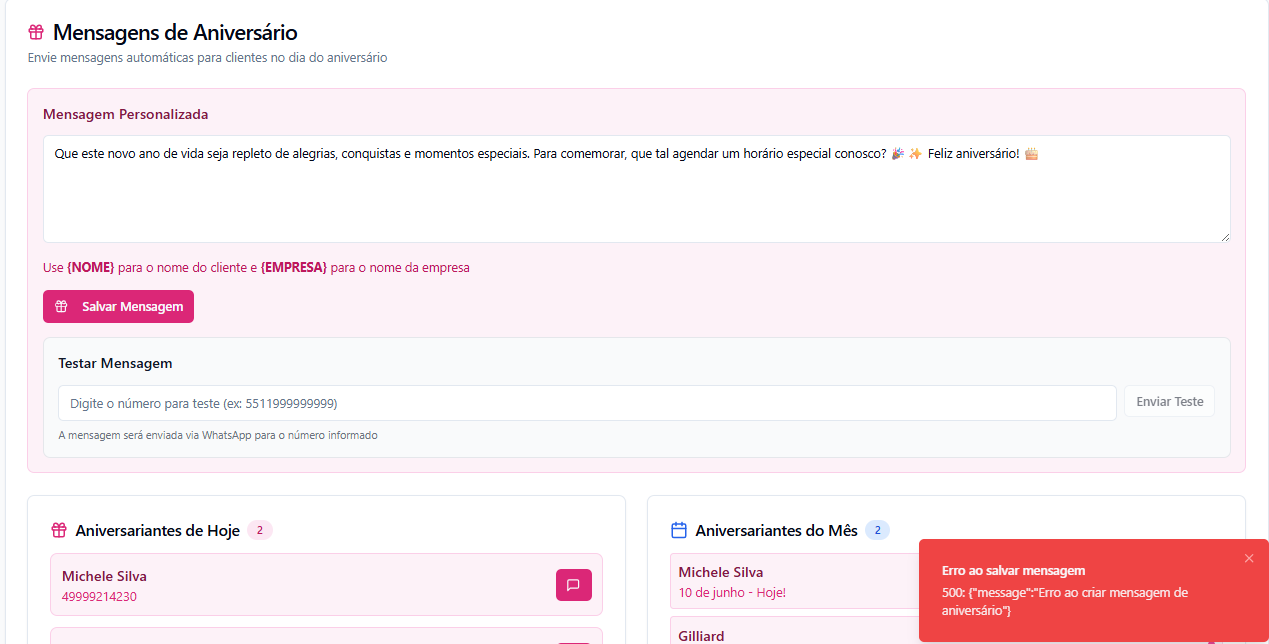 Mensagens de Aniversário
Envie mensagens automáticas para clientes no dia do aniversário
Mensagem Personalizada
Que este novo ano de vida seja repleto de alegrias, conquistas e momentos especiais. Para comemorar, que tal agendar um horário especial conosco? 🎉 ✨ Feliz aniversário! 🎂
Use {NOME} para o nome do cliente e {EMPRESA} para o nome da empresa
Salvar Mensagem
Testar Mensagem
Digite o número para teste (ex: 5511999999999)
Enviar Teste
A mensagem será enviada via WhatsApp para o número informado
Aniversariantes de Hoje 2
Michele Silva
49999214230
Aniversariantes do Mês 2
Michele Silva
10 de junho - Hoje!
Gilliard
Erro ao salvar mensagem
500: {"message":"Erro ao criar mensagem de
aniversário"}